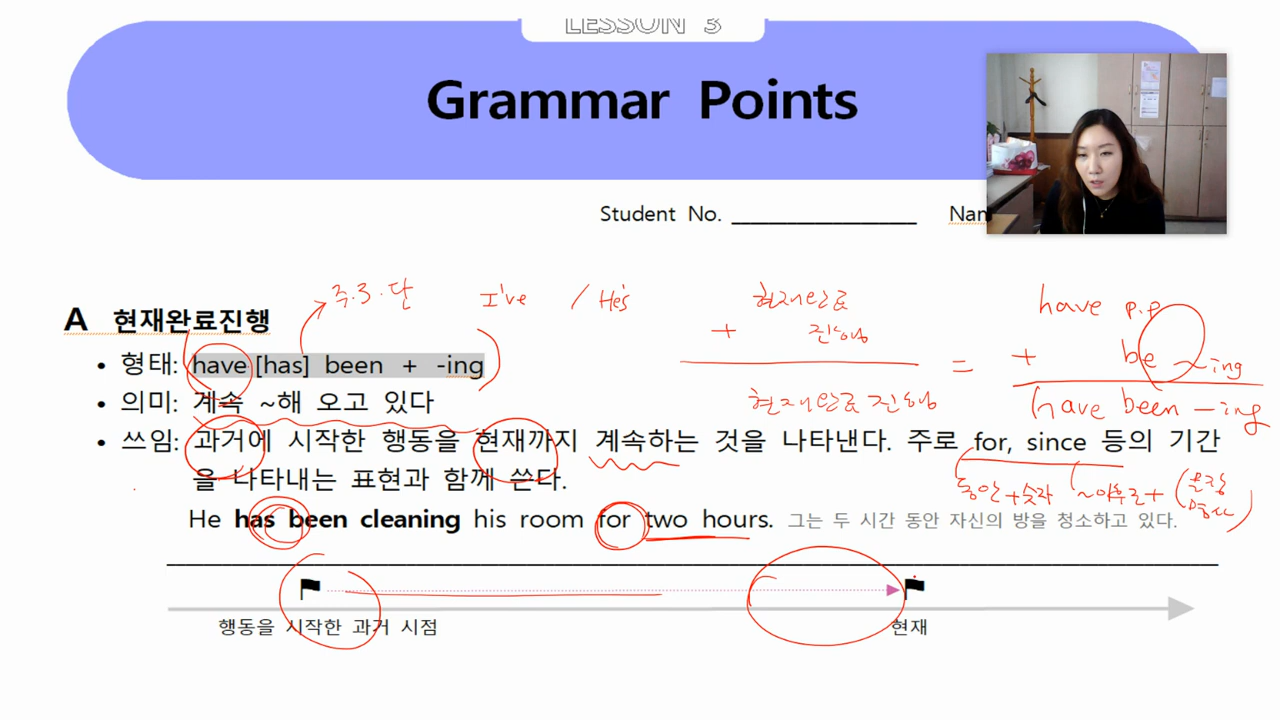 LESSON 3
Grammar Points
Student No. Nam
주.3.단 I've / He's 현재완료 have p.p
A 현재완료진행
+ 진행
• 형태: have [has] been + -ing = + be ~ing
• 의미: 계속 ~해 오고 있다 현재완료진행 have been -ing
• 쓰임: 과거에 시작한 행동을 현재까지 계속하는 것을 나타낸다. 주로 for, since 등의 기간
을 나타내는 표현과 함께 쓴다.
동안+숫자 ~이후로+(문장
명사)
He has been cleaning his room for two hours. 그는 두 시간 동안 자신의 방을 청소하고 있다.
행동을 시작한 과거 시점 현재